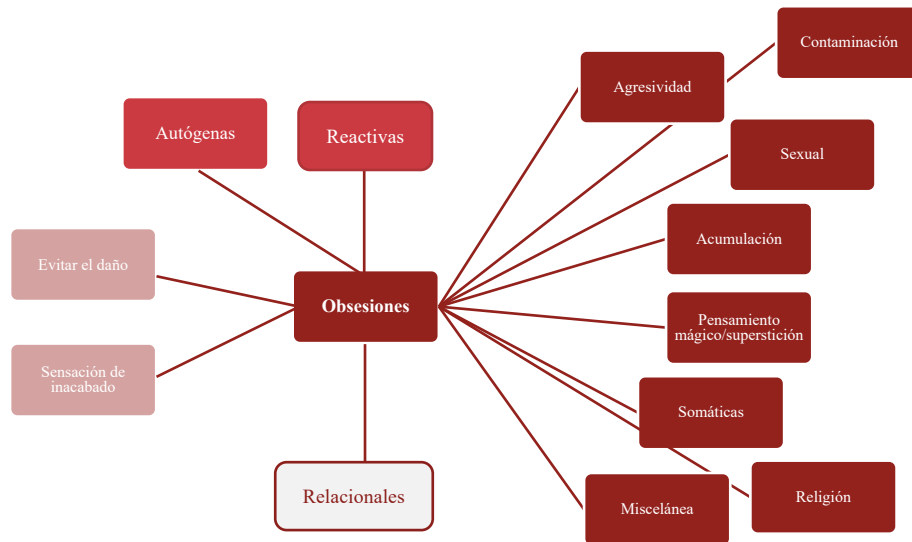 Contaminación
Agresividad
Autógenas
Reactivas
Sexual
Acumulación
Evitar el daño
Obsesiones
Pensamiento
mágico/superstición
Sensación de
inacabado
Somáticas
Relacionales
Religión
Miscelánea